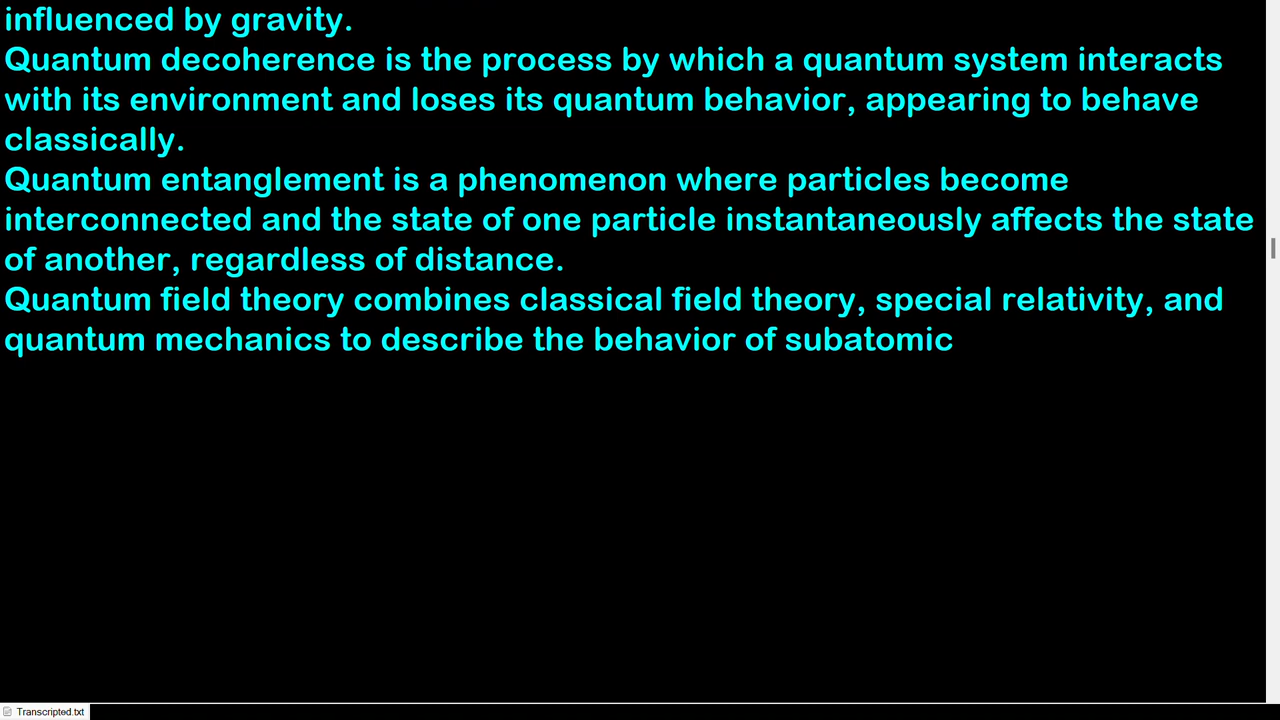 influenced by gravity.
Quantum decoherence is the process by which a quantum system interacts
with its environment and loses its quantum behavior, appearing to behave
classically.
Quantum entanglement is a phenomenon where particles become
interconnected and the state of one particle instantaneously affects the state
of another, regardless of distance.
Quantum field theory combines classical field theory, special relativity, and
quantum mechanics to describe the behavior of subatomic
Transcripted.txt